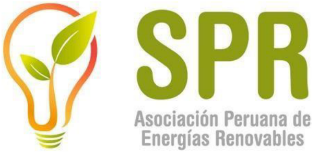 SPR
Asociación Peruana de
Energías Renovables